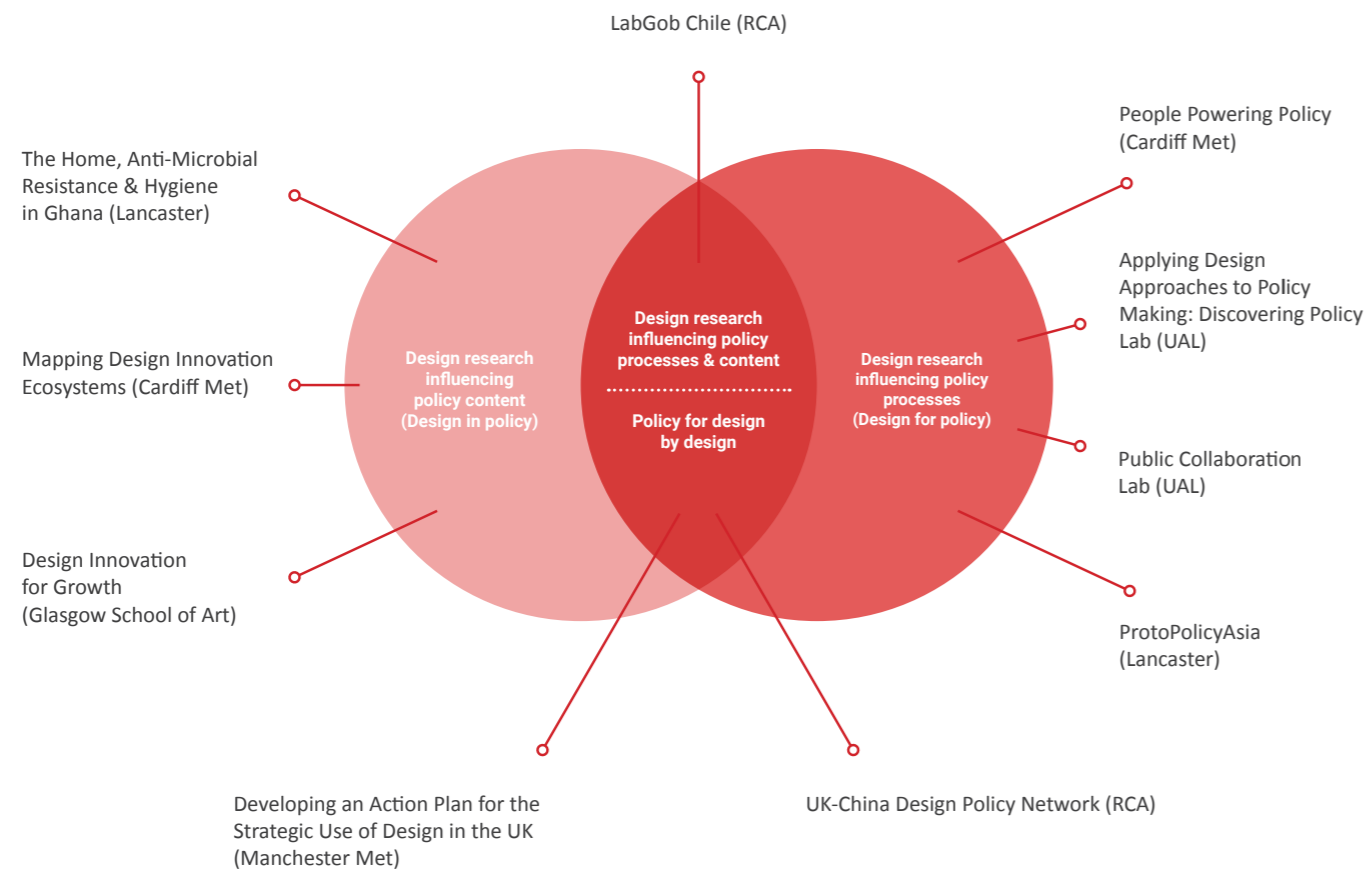 LabGob Chile (RCA)
People Powering Policy
(Cardiff Met)
The Home, Anti-Microbial
Resistance & Hygiene
in Ghana (Lancaster)
Applying Design
Approaches to Policy
Making: Discovering Policy
Lab (UAL)
Mapping Design Innovation
Ecosystems (Cardiff Met)
Design research
influencing
policy content
(Design in policy)
Design research
influencing policy
processes & content
Policy for design
by design
Design research
influencing policy
processes
(Design for policy)
Public Collaboration
Lab (UAL)
Design Innovation
for Growth
(Glasgow School of Art)
ProtoPolicyAsia
(Lancaster)
Developing an Action Plan for the
Strategic Use of Design in the UK
(Manchester Met)
UK-China Design Policy Network (RCA)